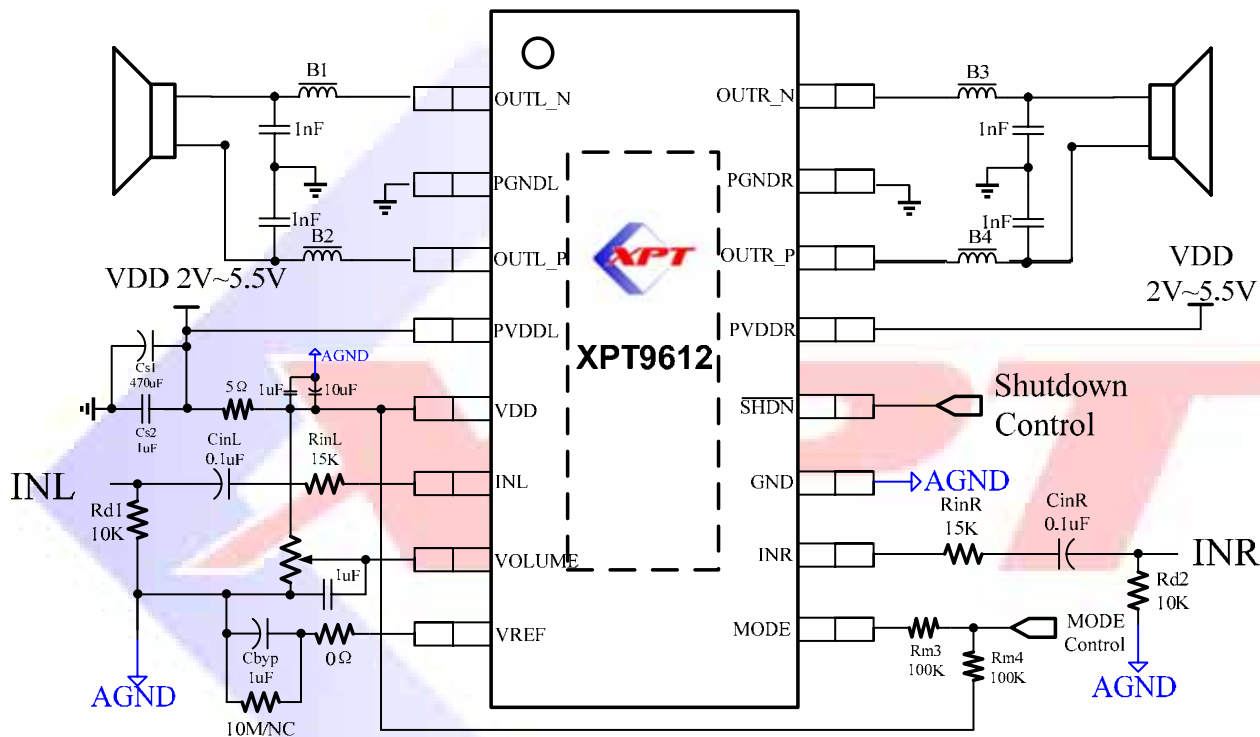 B1
OUTL_N
1nF
PGNDL
1nF
B2
OUTL_P
VDD 2V~5.5V
PVDDL
Cs1
470uF
AGND
1uF
10uF
5Ω
VDD
Cs2
1uF
CinL
0.1uF
RinL
15K
INL
INL
Rd1
10K
VOLUME
1uF
VREF
Cbyp
1uF
0Ω
10M/NC
AGND
XPT
XPT9612
B3
OUTR_N
1nF
PGNDR
1nF
B4
OUTR_P
VDD
2V~5.5V
PVDDR
SHDN
Shutdown
Control
GND
AGND
RinR
15K
CinR
0.1uF
INR
INR
Rd2
10K
MODE
MODE
Control
Rm3
100K
Rm4
100K
AGND
XPT